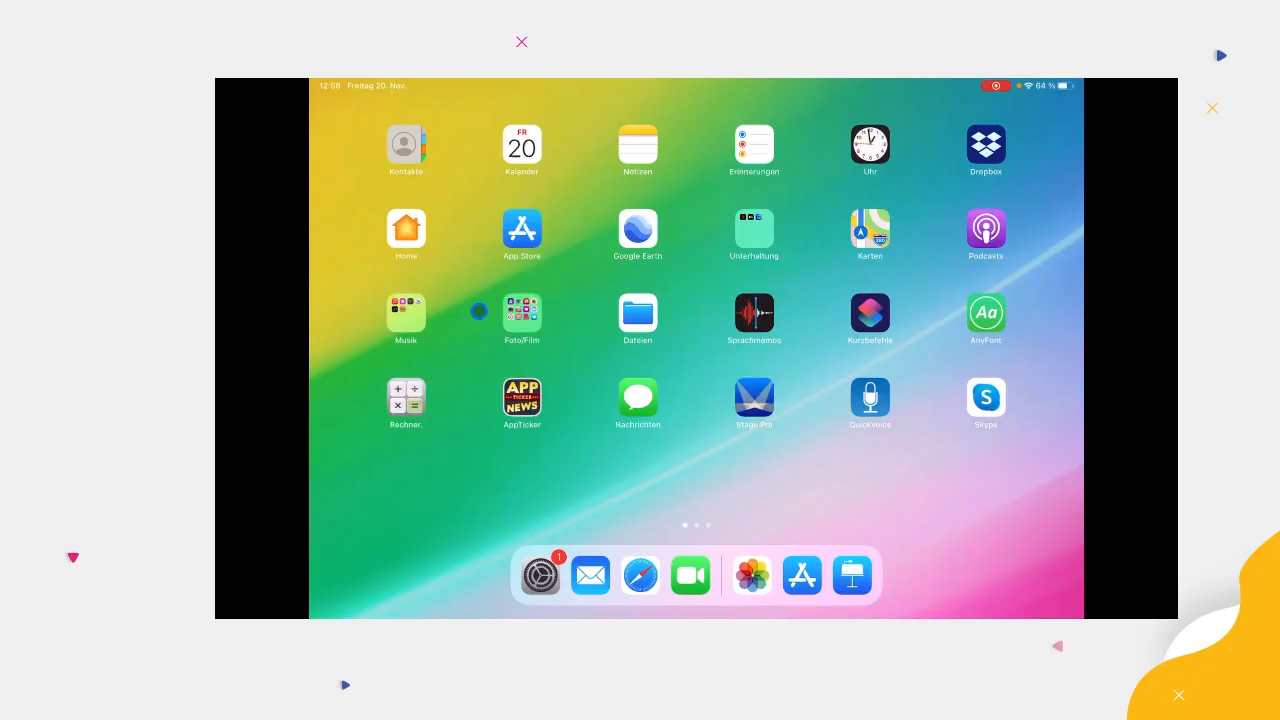 12:58 Freitag 20. Nov.
64 %
FR
20
Kontakte
Kalender
Notizen
Erinnerungen
Uhr
Dropbox
Home
App Store
Google Earth
Unterhaltung
Karten
Podcasts
Aa
Musik
Foto/Film
Dateien
Sprachmemos
Kurzbefehle
AnyFont
APP
TICKER
NEWS
S
Rechner.
AppTicker
Nachrichten
Stage Pro
QuickVoice
Skype
1